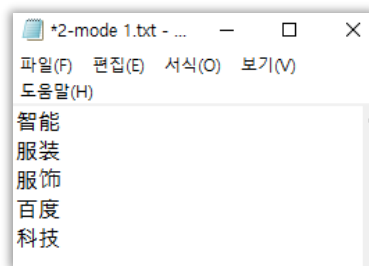 *2-mode 1.txt - ...
파일(F) 편집(E) 서식(O) 보기(V)
도움말(H)
智能
服装
服饰
百度
科技